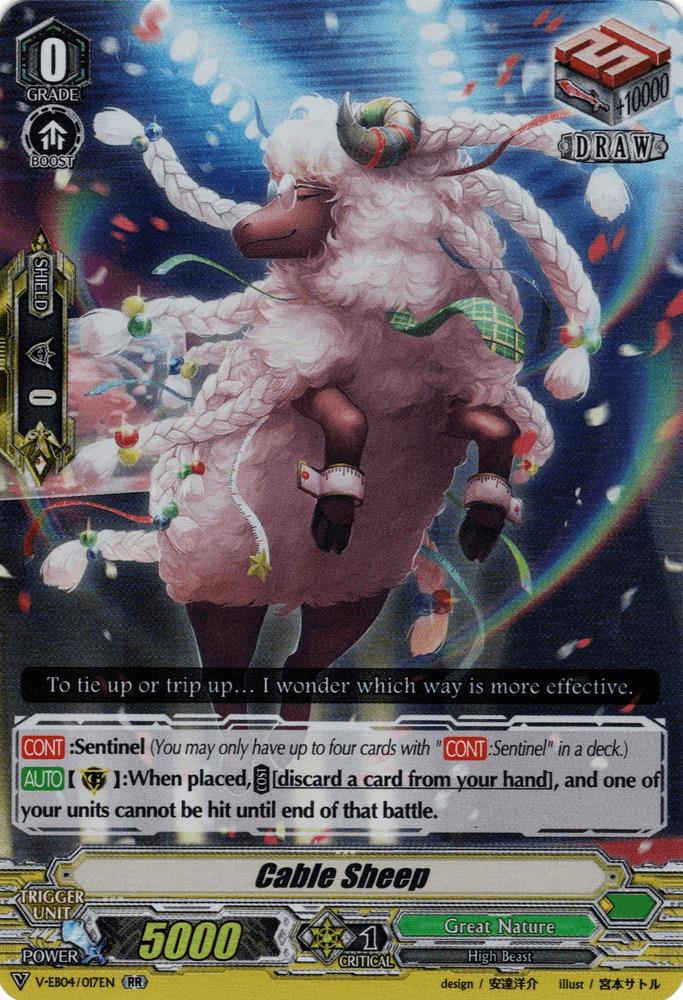 0
GRADE
BOOST
+10000
DRAW
SHIELD
0
To tie up or trip up... I wonder which way is more effective.
CONT :Sentinel (You may only have up to four cards with "CONT:Sentinel" in a deck.)
AUTO【 GC 】:When placed, COST [discard a card from your hand], and one of
your units cannot be hit until end of that battle.
Cable Sheep
TRIGGER
UNIT
POWER 5000
1
CRITICAL
Great Nature
High Beast
V V-EB04/017EN RR
design / 安達洋介 illust / 宮本サトル